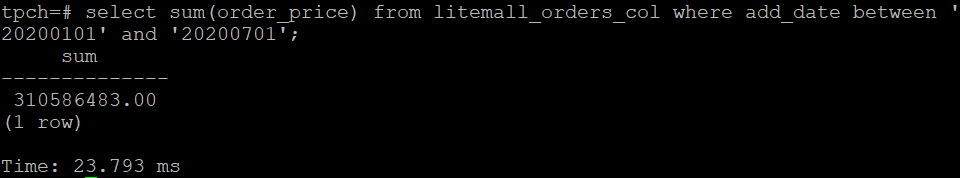 tpch=# select sum(order_price) from litemall_orders_col where add_date between '
20200101' and '20200701';
sum
--------------
310586483.00
(1 row)
Time: 23.793 ms